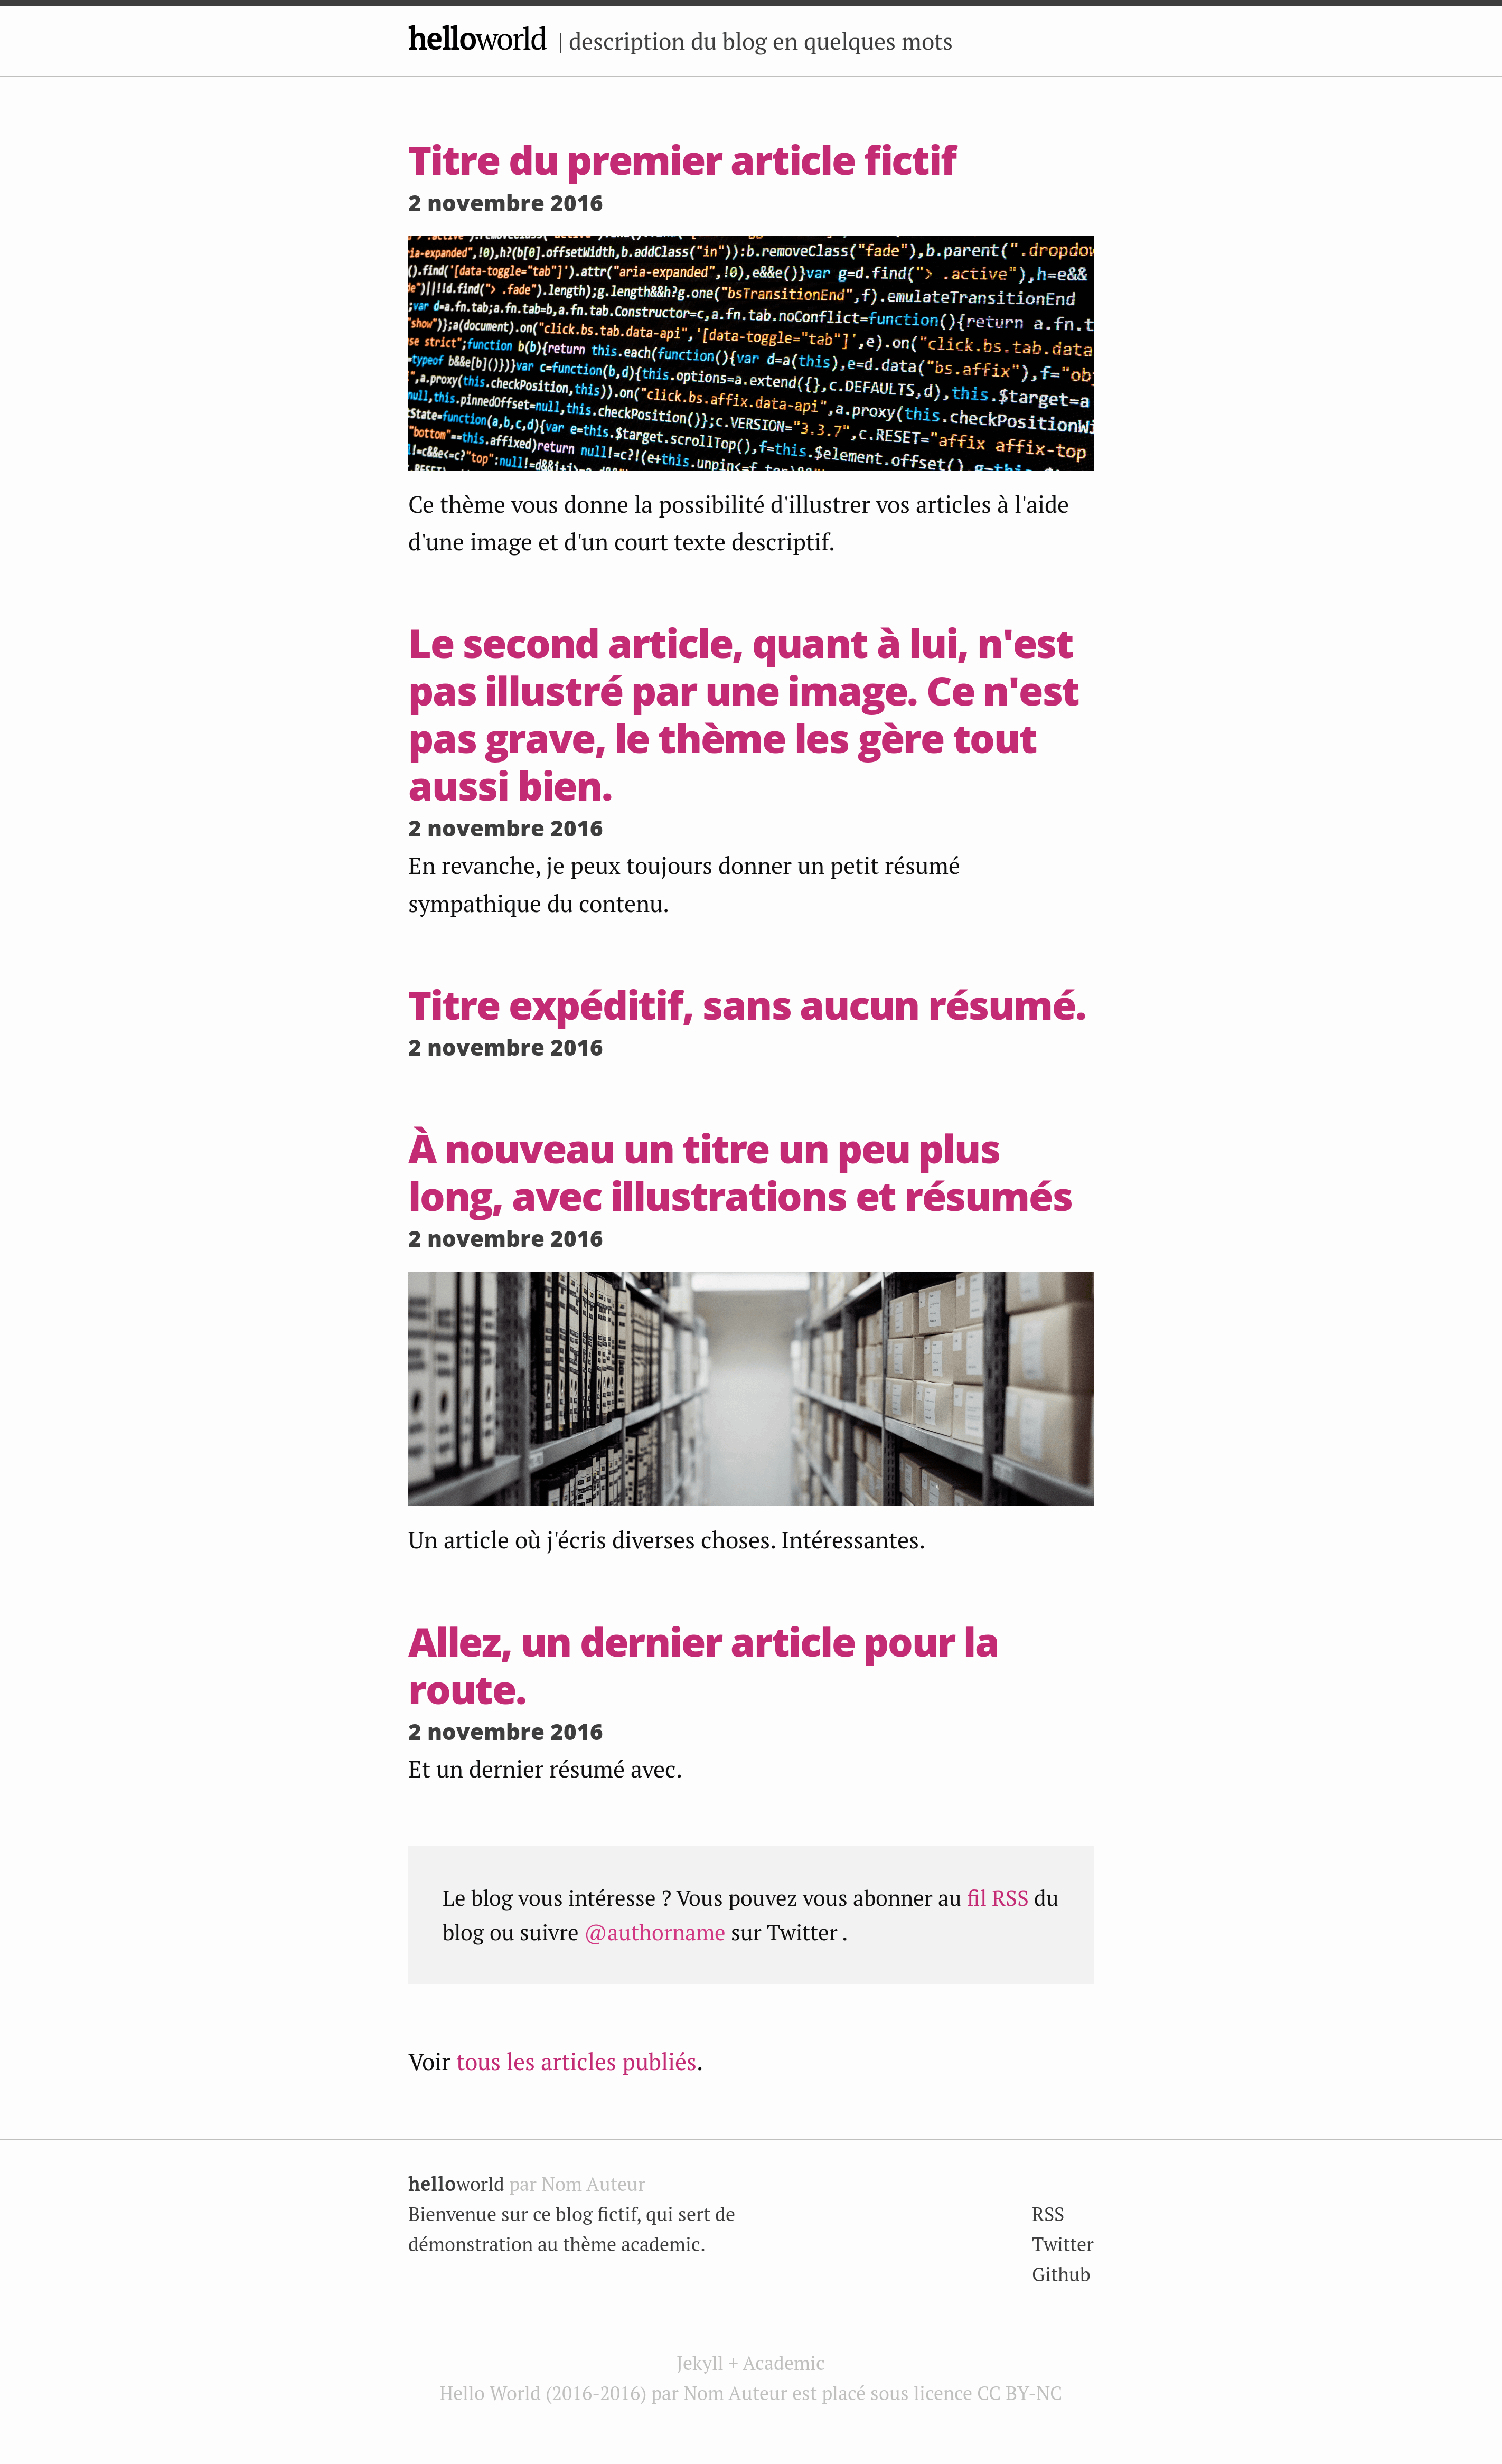 helloworld | description du blog en quelques mots
Titre du premier article fictif
2 novembre 2016
ia-expanded",!0),h?(b[0].offsetWidth,b.addClass("in")):b.removeClass("fade"),b.parent(".dropdow
().find('[data-toggle="tab"]').attr("aria-expanded",!0),e&&e()}var g=d.find("> .active"),h=e&&
")||!!d.find("> .fade").length);g.length&&h?g.one("bsTransitionEnd",f).emulateTransitionEnd
;var d=a.fn.tab;a.fn.tab=b,a.fn.tab.Constructor=c,a.fn.tab.noConflict=function(){return a.fn.t
"show")};a(document).on("click.bs.tab.data-api",'[data-toggle="tab"]',e).on("click.bs.tab.data
se strict";function b(b){return this.each(function(){var d=a(this),e=d.data("bs.affix"),f="ob
=typeof b&&e[b]()})}var c=function(b,d){this.options=a.extend({},c.DEFAULTS,d),this.$target=a
",a.proxy(this.checkPosition,this)).on("click.bs.affix.data-api",a.proxy(this.checkPositionWi
null,this.pinnedOffset=null,this.checkPosition()};c.VERSION="3.3.7",c.RESET="affix affix-top
tState=function(a,b,c,d){var e=this.$target.scrollTop(),f=this.$element.offset(),g=this.$
"bottom"==this.affixed)return null!=c?!(e+this.unpin<=f.top)&&
!=c&&e<=c?"top":null!=d&&i+j>=a-d&&
Ce thème vous donne la possibilité d'illustrer vos articles à l'aide
d'une image et d'un court texte descriptif.
Le second article, quant à lui, n'est
pas illustré par une image. Ce n'est
pas grave, le thème les gère tout
aussi bien.
2 novembre 2016
En revanche, je peux toujours donner un petit résumé
sympathique du contenu.
Titre expéditif, sans aucun résumé.
2 novembre 2016
À nouveau un titre un peu plus
long, avec illustrations et résumés
2 novembre 2016
Un article où j'écris diverses choses. Intéressantes.
Allez, un dernier article pour la
route.
2 novembre 2016
Et un dernier résumé avec.
Le blog vous intéresse ? Vous pouvez vous abonner au fil RSS du
blog ou suivre @authorname sur Twitter .
Voir tous les articles publiés.
helloworld par Nom Auteur
Bienvenue sur ce blog fictif, qui sert de
démonstration au thème academic.
RSS
Twitter
Github
Jekyll + Academic
Hello World (2016-2016) par Nom Auteur est placé sous licence CC BY-NC